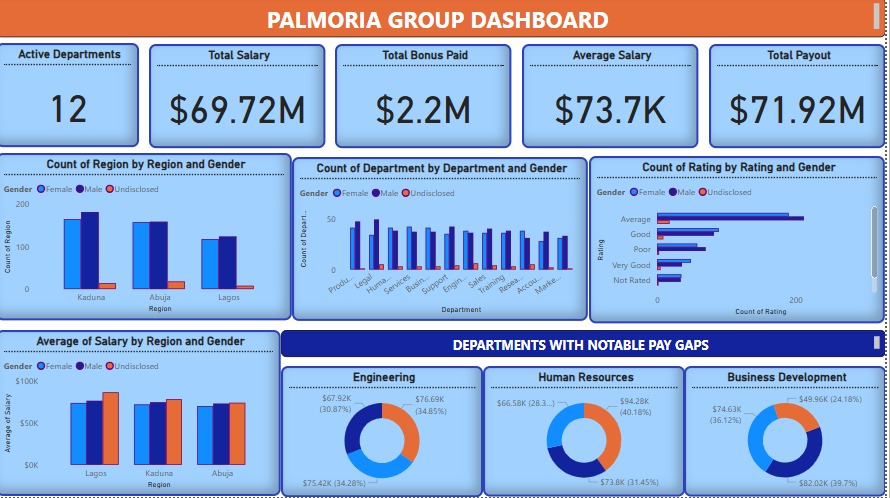 PALMORIA GROUP DASHBOARD
Active Departments
12
Total Salary
$69.72M
Total Bonus Paid
$2.2M
Average Salary
$73.7K
Total Payout
$71.92M
Count of Region by Region and Gender
Gender Female Male Undisclosed
Count of Region
200
100
0
Kaduna Abuja Lagos
Region
Count of Department by Department and Gender
Gender Female Male Undisclosed
Count of Depart...
50
0
Produ... Legal Huma... Services Busin... Support Engin... Sales Training Resea... Accou... Marke...
Department
Count of Rating by Rating and Gender
Gender Female Male Undisclosed
Rating
Average
Good
Poor
Very Good
Not Rated
0 200
Count of Rating
Average of Salary by Region and Gender
Gender Female Male Undisclosed
Average of Salary
$100K
$50K
$0K
Lagos Kaduna Abuja
Region
DEPARTMENTS WITH NOTABLE PAY GAPS
Engineering
$67.92K
(30.87%)
$76.69K
(34.85%)
$75.42K (34.28%)
Human Resources
$66.58K (28.3...)
$94.28K
(40.18%)
$73.8K (31.45%)
Business Development
$49.96K (24.18%)
$74.63K
(36.12%)
$82.02K (39.7%)